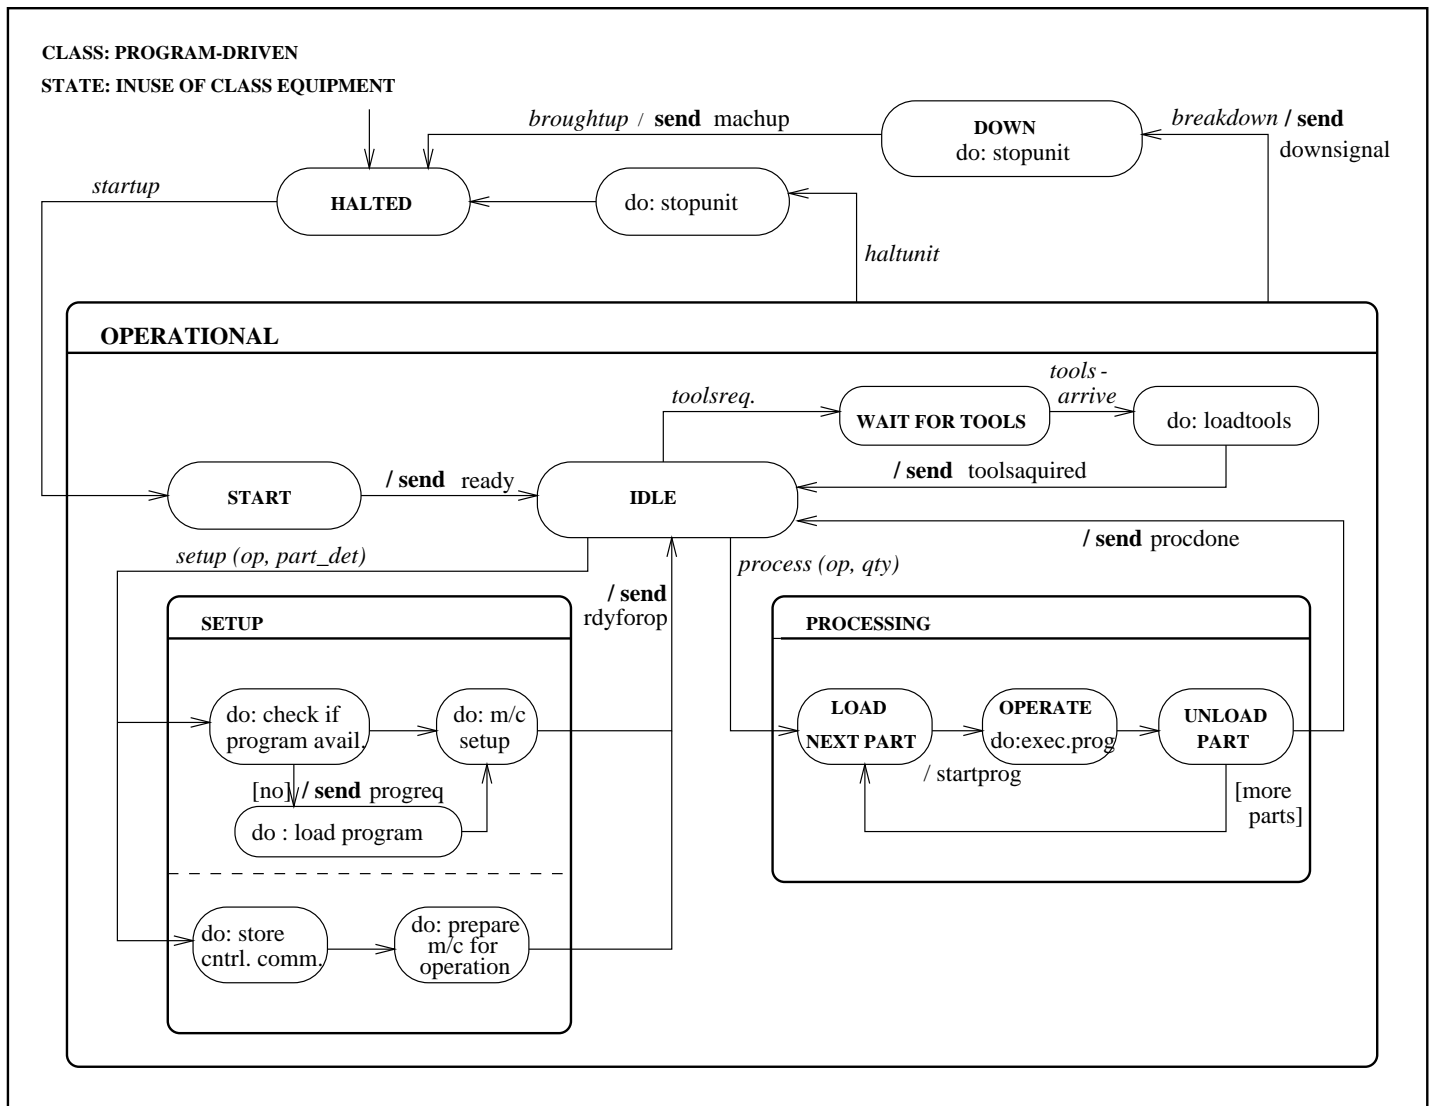 CLASS: PROGRAM-DRIVEN
STATE: INUSE OF CLASS EQUIPMENT
broughtup / send machup
DOWN
do: stopunit
breakdown / send
downsignal
startup
HALTED
do: stopunit
haltunit
OPERATIONAL
toolsreq.
WAIT FOR TOOLS
tools -
arrive
do: loadtools
/ send toolsaquired
START
/ send ready
IDLE
/ send procdone
setup (op, part_det)
/ send
rdyforop
process (op, qty)
SETUP
do: check if
program avail.
do: m/c
setup
[no] / send progreq
do : load program
do: store
cntrl. comm.
do: prepare
m/c for
operation
PROCESSING
LOAD
NEXT PART
OPERATE
do:exec.prog
UNLOAD
PART
/ startprog
[more
parts]